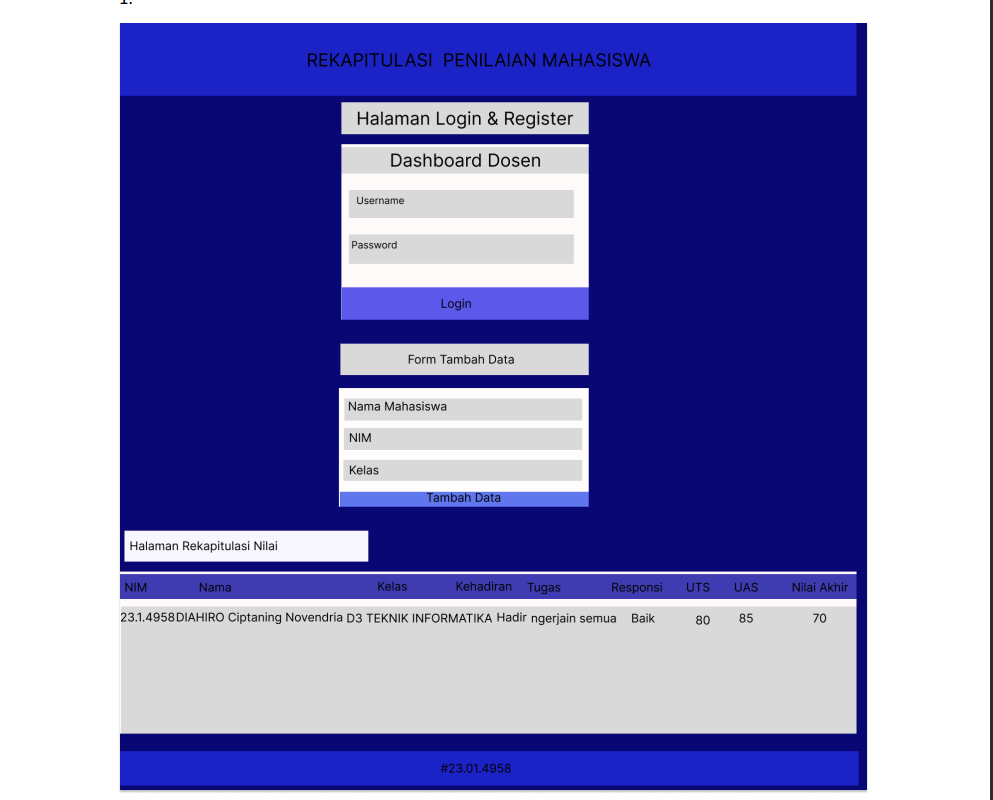 1.
REKAPITULASI PENILAIAN MAHASISWA
Halaman Login & Register
Dashboard Dosen
Username
Password
Login
Form Tambah Data
Nama Mahasiswa
NIM
Kelas
Tambah Data
Halaman Rekapitulasi Nilai
NIM Nama Kelas Kehadiran Tugas Responsi UTS UAS Nilai Akhir
23.1.4958 DIAHIRO Ciptaning Novendria D3 TEKNIK INFORMATIKA Hadir ngerjain semua Baik 80 85 70
#23.01.4958